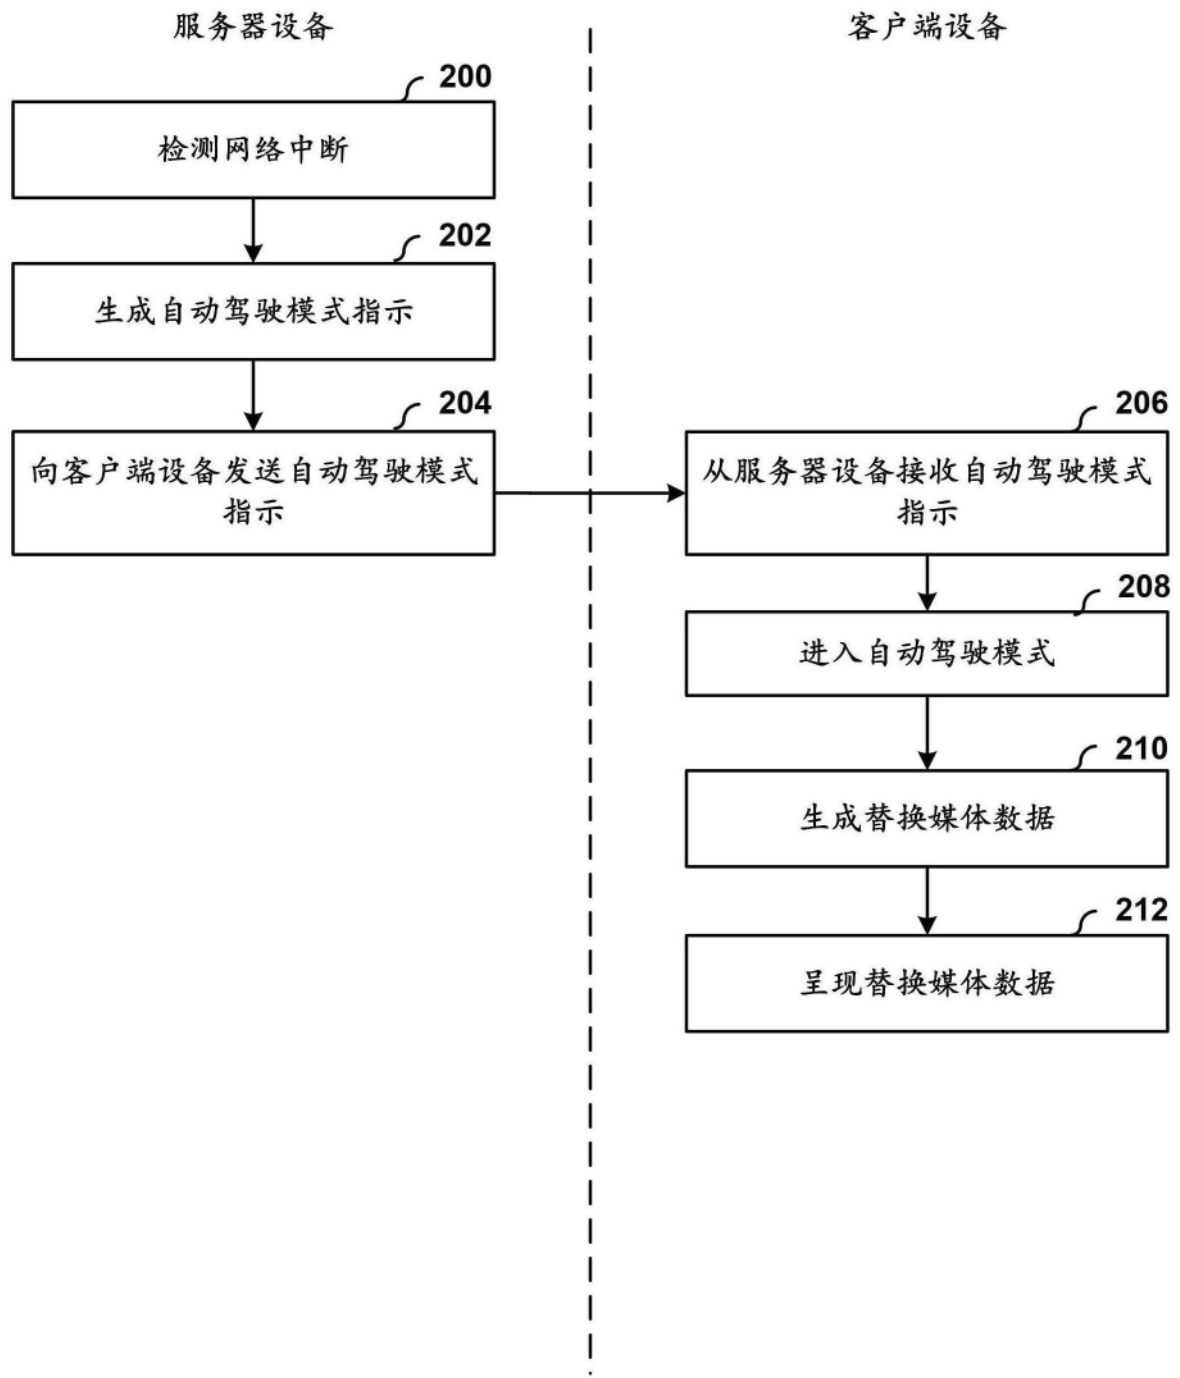 服务器设备
客户端设备
200
检测网络中断
202
生成自动驾驶模式指示
204
向客户端设备发送自动驾驶模式
指示
206
从服务器设备接收自动驾驶模式
指示
208
进入自动驾驶模式
210
生成替换媒体数据
212
呈现替换媒体数据